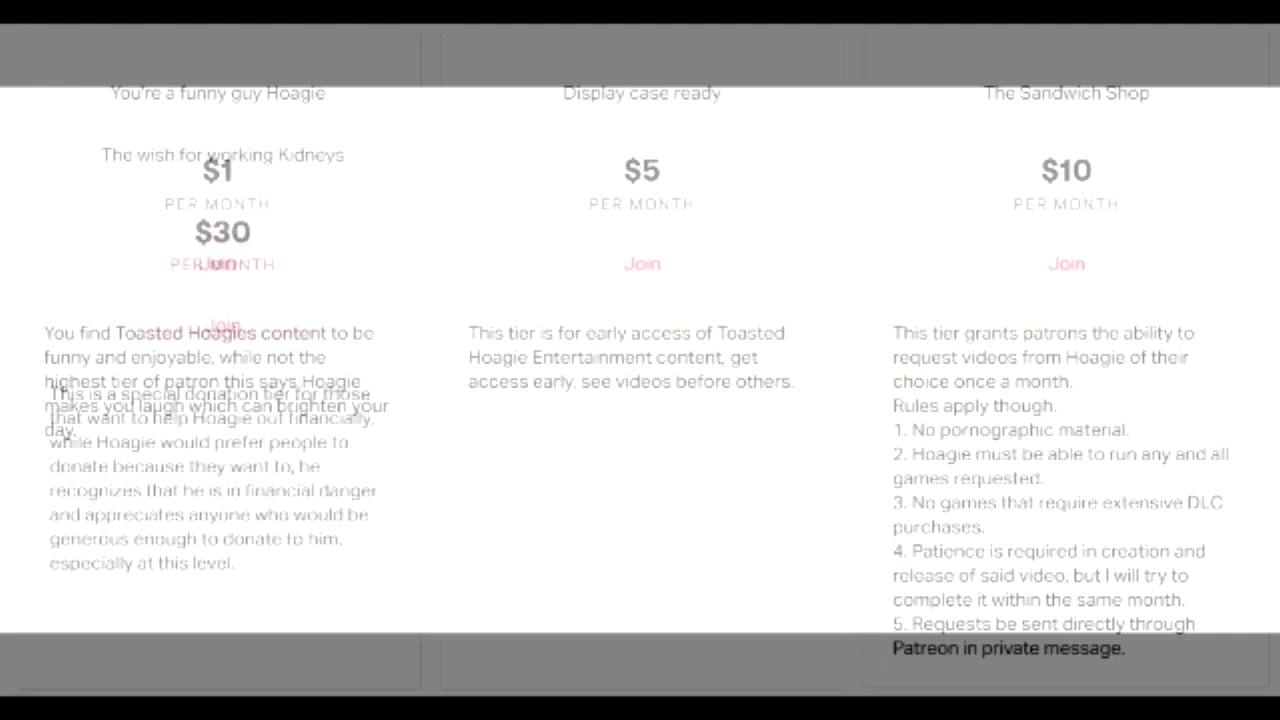 You're a funny guy Hoagie
$1
PER MONTH
Join
You find Toasted Hoagies content to be
funny and enjoyable, while not the
highest tier of patron this says Hoagie
makes you laugh which can brighten your
day.
The wish for working Kidneys
$30
PER MONTH
Join
This is a special donation tier for those
that want to help Hoagie out financially,
while Hoagie would prefer people to
donate because they want to, he
recognizes that he is in financial danger
and appreciates anyone who would be
generous enough to donate to him,
especially at this level.
Display case ready
$5
PER MONTH
Join
This tier is for early access of Toasted
Hoagie Entertainment content, get
access early, see videos before others.
The Sandwich Shop
$10
PER MONTH
Join
This tier grants patrons the ability to
request videos from Hoagie of their
choice once a month.
Rules apply though.
1. No pornographic material.
2. Hoagie must be able to run any and all
games requested.
3. No games that require extensive DLC
purchases.
4. Patience is required in creation and
release of said video, but I will try to
complete it within the same month.
5. Requests be sent directly through
Patreon in private message.